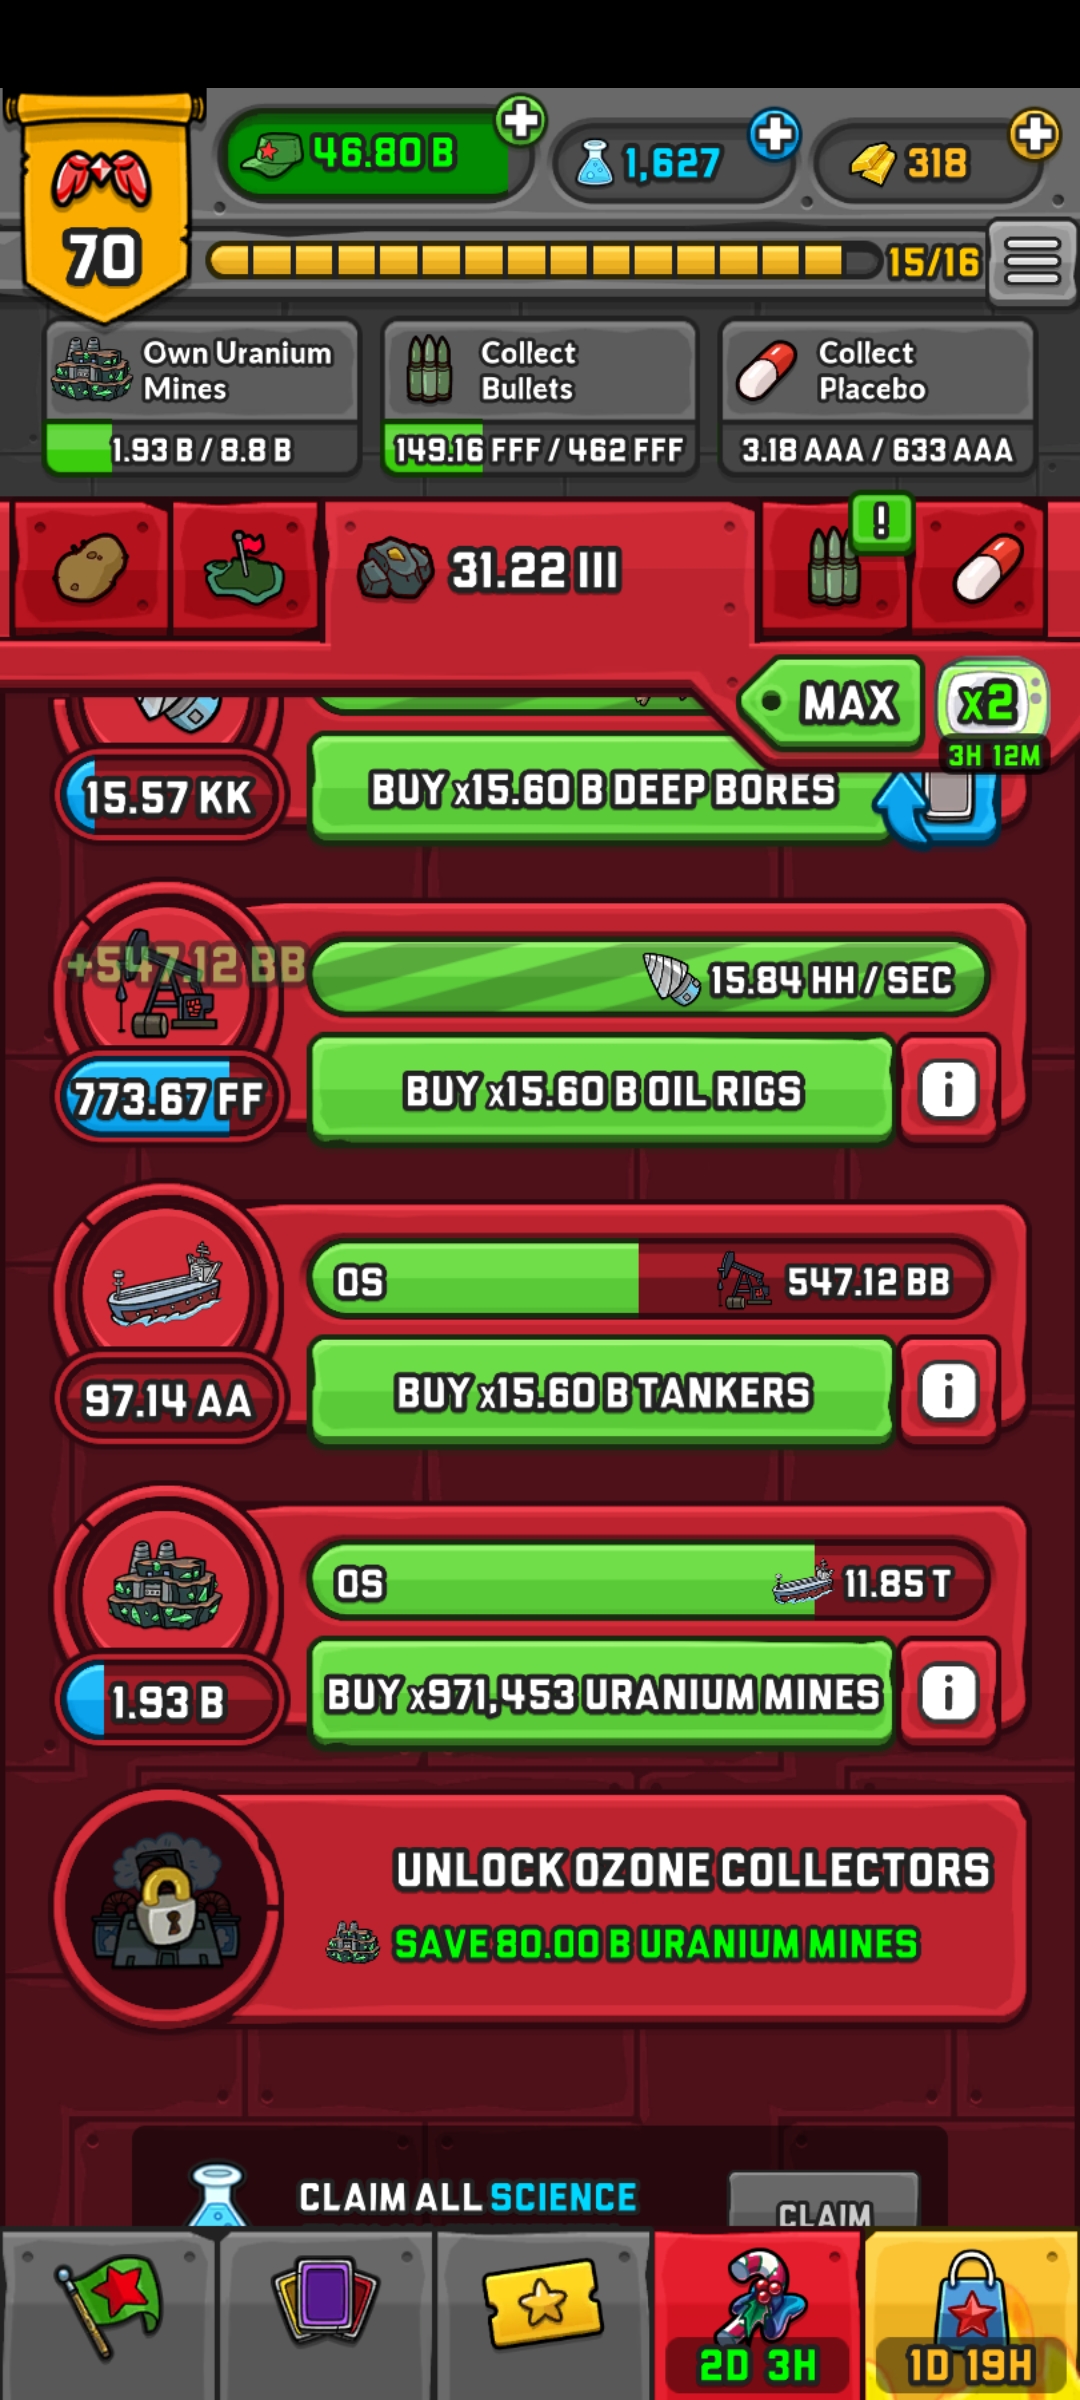 46.80 B
1,627
318
70
15/16
Own Uranium
Mines
1.93 B / 8.8 B
Collect
Bullets
149.16 FFF / 462 FFF
Collect
Placebo
3.18 AAA / 633 AAA
31.22 III
!
MAX
x2
3H 12M
15.57 KK
BUY x15.60 B DEEP BORES
+547.12 BB
15.84 HH / SEC
773.67 FF
BUY x15.60 B OIL RIGS
i
0S
547.12 BB
97.14 AA
BUY x15.60 B TANKERS
i
0S
11.85 T
1.93 B
BUY x971,453 URANIUM MINES
i
UNLOCK OZONE COLLECTORS
SAVE 80.00 B URANIUM MINES
CLAIM ALL SCIENCE
CLAIM
2D 3H
1D 19H